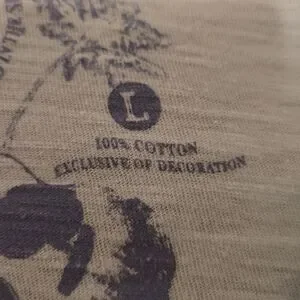 L
100% COTTON
EXCLUSIVE OF DECORATION